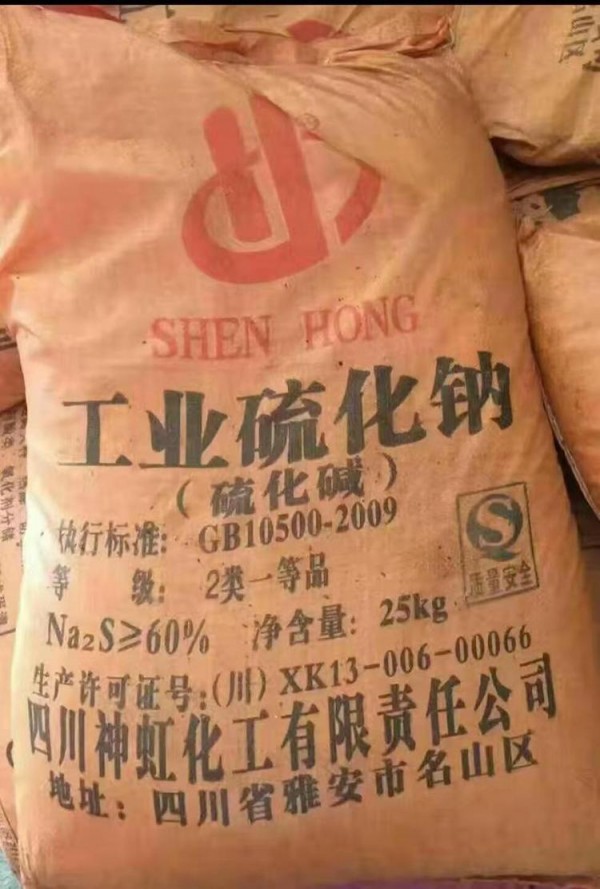 SHEN HONG
工业硫化钠
(硫化碱)
执行标准: GB10500-2009
等 级: 2类一等品
Na₂S≥60% 净含量: 25kg
质量安全
生产许可证号:(川) XK13-006-00066
四川神虹化工有限责任公司
地址: 四川省雅安市名山区
山区